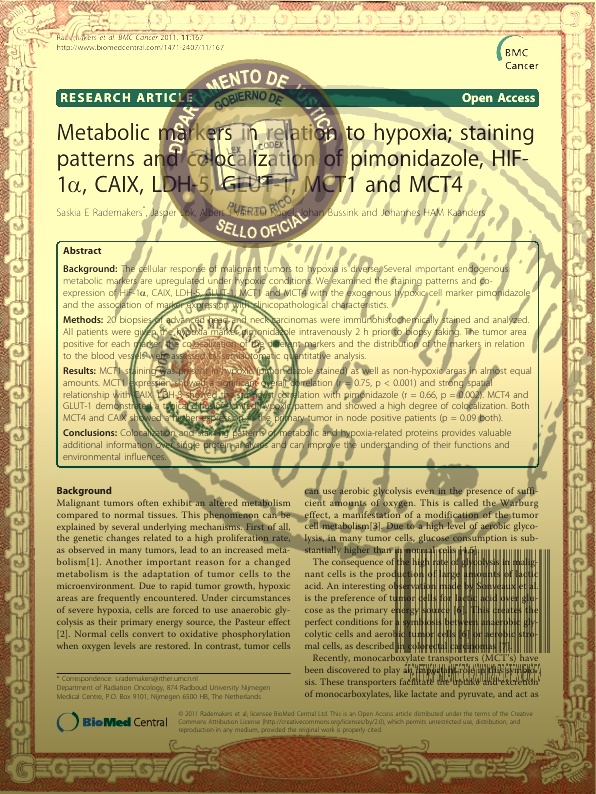 Rademakers et al. BMC Cancer 2011, 11:167
http://www.biomedcentral.com/1471-2407/11/167
BMC
Cancer
RESEARCH ARTICLE Open Access
Metabolic markers in relation to hypoxia; staining
patterns and colocalization of pimonidazole, HIF-
1α, CAIX, LDH-5, GLUT-1, MCT1 and MCT4
Saskia E Rademakers*, Jasper Lok, Albert J van der Kogel, Johan Bussink and Johannes HAM Kaanders
DEPARTAMENTO DE JUSTICIA
GOBIERNO DE
LEX CODEX
PUERTO RICO
SELLO OFICIAL
Abstract
Background: The cellular response of malignant tumors to hypoxia is diverse. Several important endogenous
metabolic markers are upregulated under hypoxic conditions. We examined the staining patterns and co-
expression of HIF-1α, CAIX, LDH-5, GLUT-1, MCT1 and MCT4 with the exogenous hypoxic cell marker pimonidazole
and the association of marker expression with clinicopathological characteristics.
Methods: 20 biopsies of advanced head and neck carcinomas were immunohistochemically stained and analyzed.
All patients were given the hypoxia marker pimonidazole intravenously 2 h prior to biopsy taking. The tumor area
positive for each marker, the colocalization of the different markers and the distribution of the markers in relation
to the blood vessels were assessed by semiautomatic quantitative analysis.
Results: MCT1 staining was present in hypoxic (pimonidazole stained) as well as non-hypoxic areas in almost equal
amounts. MCT1 expression showed a significant overall correlation (r = 0.75, p < 0.001) and strong spatial
relationship with CAIX. LDH-5 showed the strongest correlation with pimonidazole (r = 0.66, p = 0.002). MCT4 and
GLUT-1 demonstrated a typical diffusion-limited hypoxic pattern and showed a high degree of colocalization. Both
MCT4 and CAIX showed a higher expression in the primary tumor in node positive patients (p = 0.09 both).
Conclusions: Colocalization and staining patterns of metabolic and hypoxia-related proteins provides valuable
additional information over single protein analyses and can improve the understanding of their functions and
environmental influences.
Background
Malignant tumors often exhibit an altered metabolism
compared to normal tissues. This phenomenon can be
explained by several underlying mechanisms. First of all,
the genetic changes related to a high proliferation rate,
as observed in many tumors, lead to an increased meta-
bolism[1]. Another important reason for a changed
metabolism is the adaptation of tumor cells to the
microenvironment. Due to rapid tumor growth, hypoxic
areas are frequently encountered. Under circumstances
of severe hypoxia, cells are forced to use anaerobic gly-
colysis as their primary energy source, the Pasteur effect
[2]. Normal cells convert to oxidative phosphorylation
when oxygen levels are restored. In contrast, tumor cells
can use aerobic glycolysis even in the presence of suffi-
cient amounts of oxygen. This is called the Warburg
effect, a manifestation of a modification of the tumor
cell metabolism[3]. Due to a high level of aerobic glyco-
lysis, in many tumor cells, glucose consumption is sub-
stantially higher than in normal cells [4,5].
The consequence of the high rate of glycolysis in malig-
nant cells is the production of large amounts of lactic
acid. An interesting observation made by Sonveaux et al.
is the preference of tumor cells for lactic acid over glu-
cose as the primary energy source [6]. This creates the
perfect conditions for a symbiosis between anaerobic gly-
colytic cells and aerobic tumor cells [6] or aerobic stro-
mal cells, as described in colorectal carcinomas [7].
Recently, monocarboxylate transporters (MCT's) have
been discovered to play an important role in this symbio-
sis. These transporters facilitate the uptake and excretion
of monocarboxylates, like lactate and pyruvate, and act as
* Correspondence: s.rademakers@rther.umcn.nl
Department of Radiation Oncology, 874 Radboud University Nijmegen
Medical Centre, P.O. Box 9101, Nijmegen 6500 HB, The Netherlands
BioMed Central
© 2011 Rademakers et al; licensee BioMed Central Ltd. This is an Open Access article distributed under the terms of the Creative
Commons Attribution License (http://creativecommons.org/licenses/by/2.0), which permits unrestricted use, distribution, and
reproduction in any medium, provided the original work is properly cited.